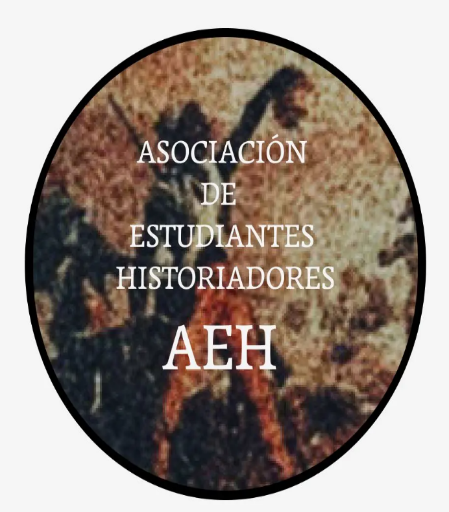 ASOCIACIÓN
DE
ESTUDIANTES
HISTORIADORES
AEH